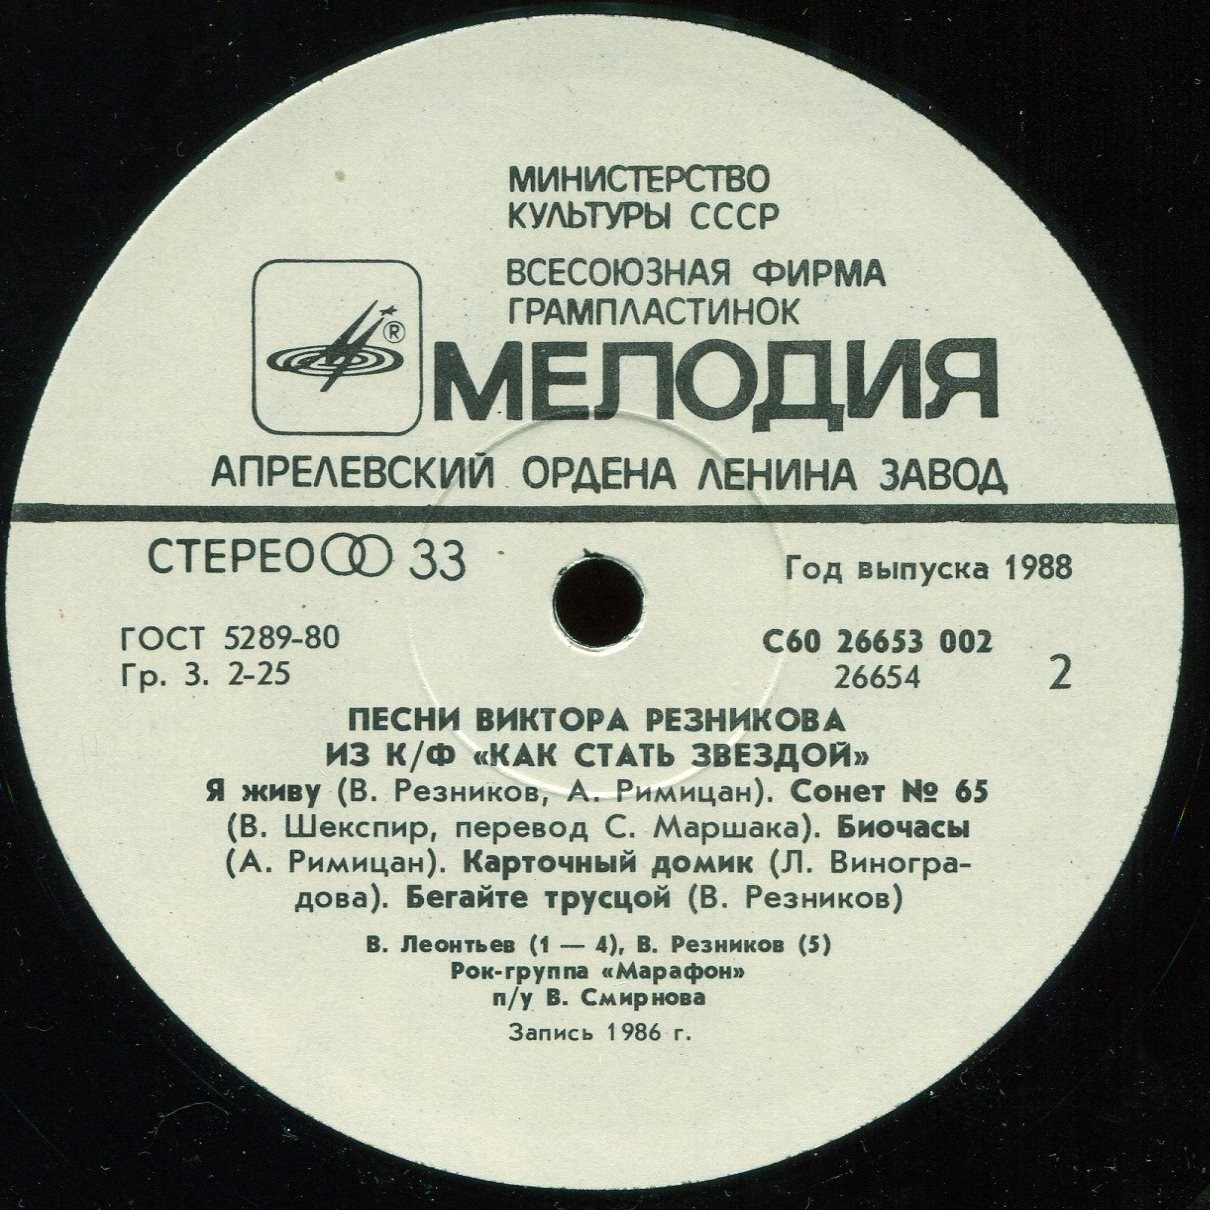 МИНИСТЕРСТВО
КУЛЬТУРЫ СССР
ВСЕСОЮЗНАЯ ФИРМА
ГРАМПЛАСТИНОК
®
МЕЛОДИЯ
АПРЕЛЕВСКИЙ ОРДЕНА ЛЕНИНА ЗАВОД
СТЕРЕО 33
Год выпуска 1988
ГОСТ 5289-80
Гр. 3. 2-25
С60 26653 002
26654
2
ПЕСНИ ВИКТОРА РЕЗНИКОВА
ИЗ К/Ф «КАК СТАТЬ ЗВЕЗДОЙ»
Я живу (В. Резников, А. Римицан). Сонет № 65
(В. Шекспир, перевод С. Маршака). Биочасы
(А. Римицан). Карточный домик (Л. Виногра-
дова). Бегайте трусцой (В. Резников)
В. Леонтьев (1 — 4), В. Резников (5)
Рок-группа «Марафон»
п/у В. Смирнова
Запись 1986 г.